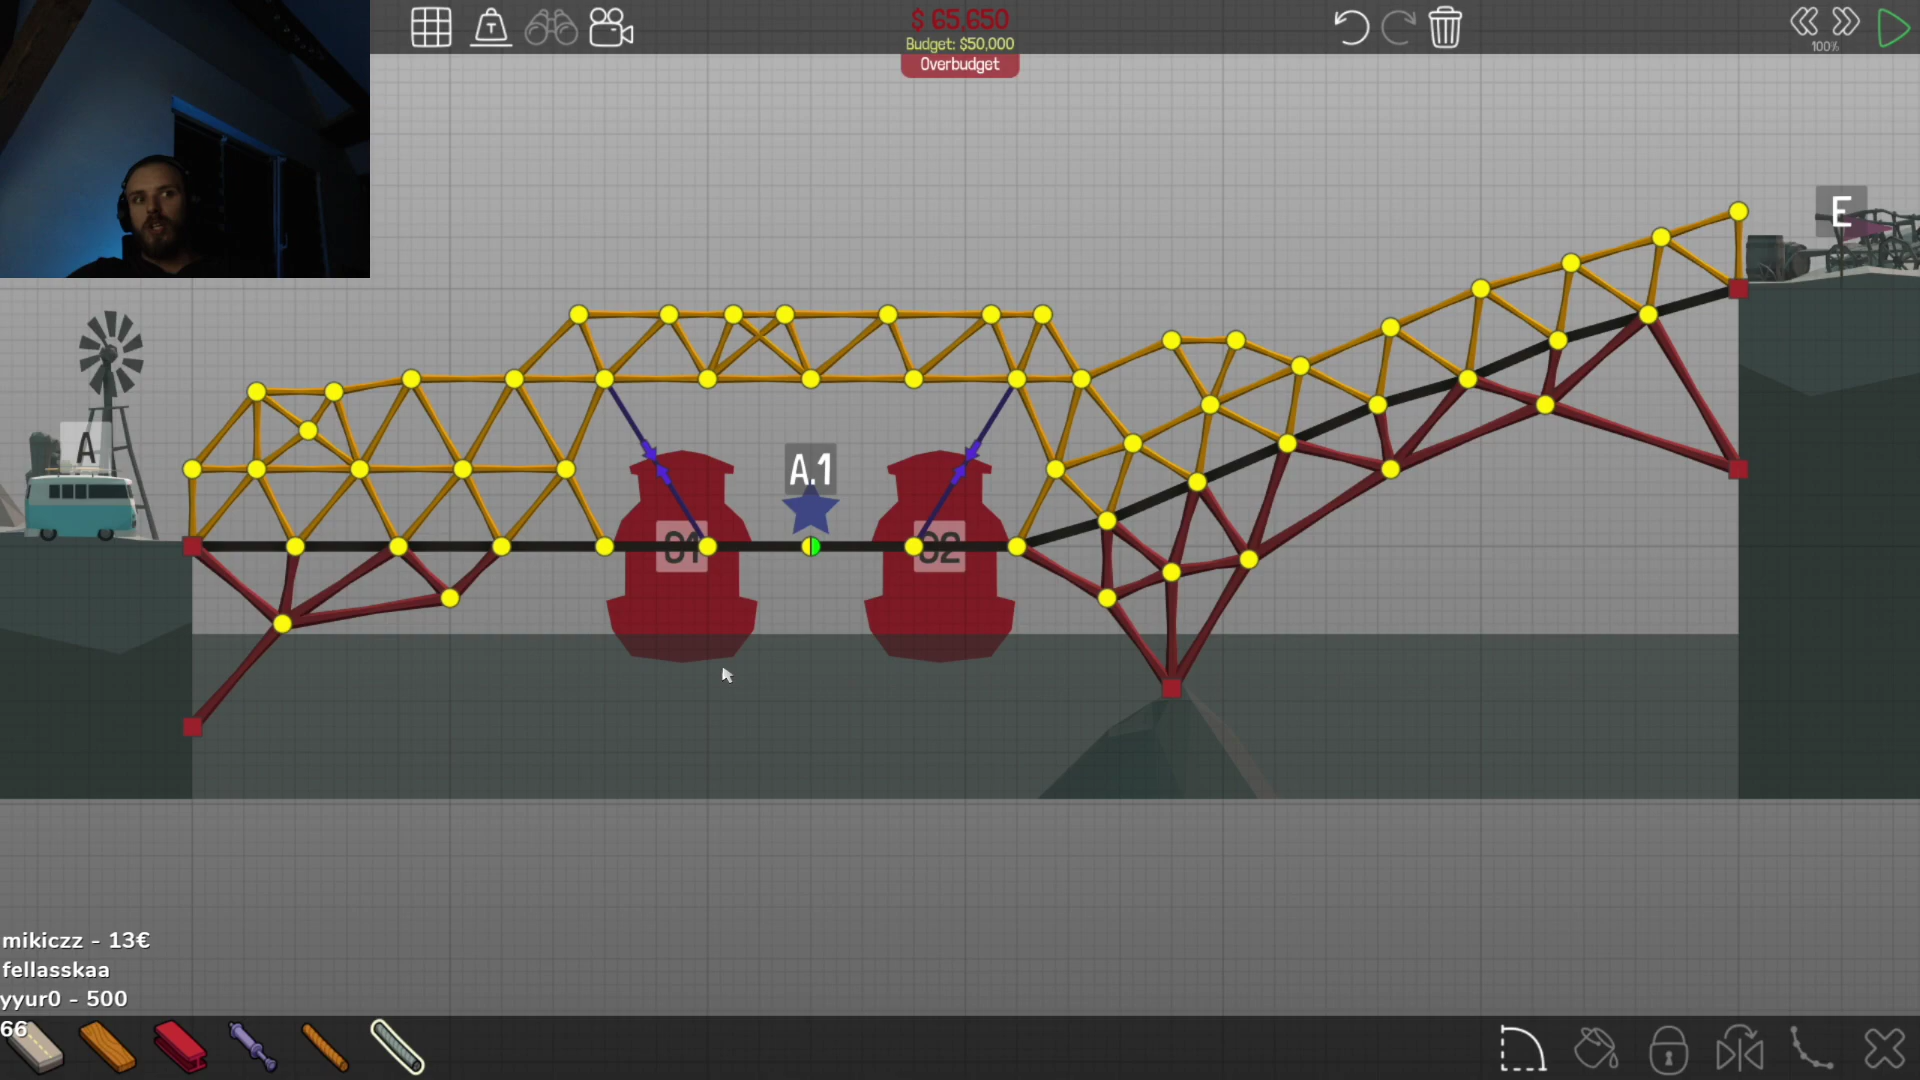 $ 65,650
Budget: $50,000
Overbudget
100%
T
E
A
A.1
01
02
mikiczz - 13€
fellasskaa
yyur0 - 500
66